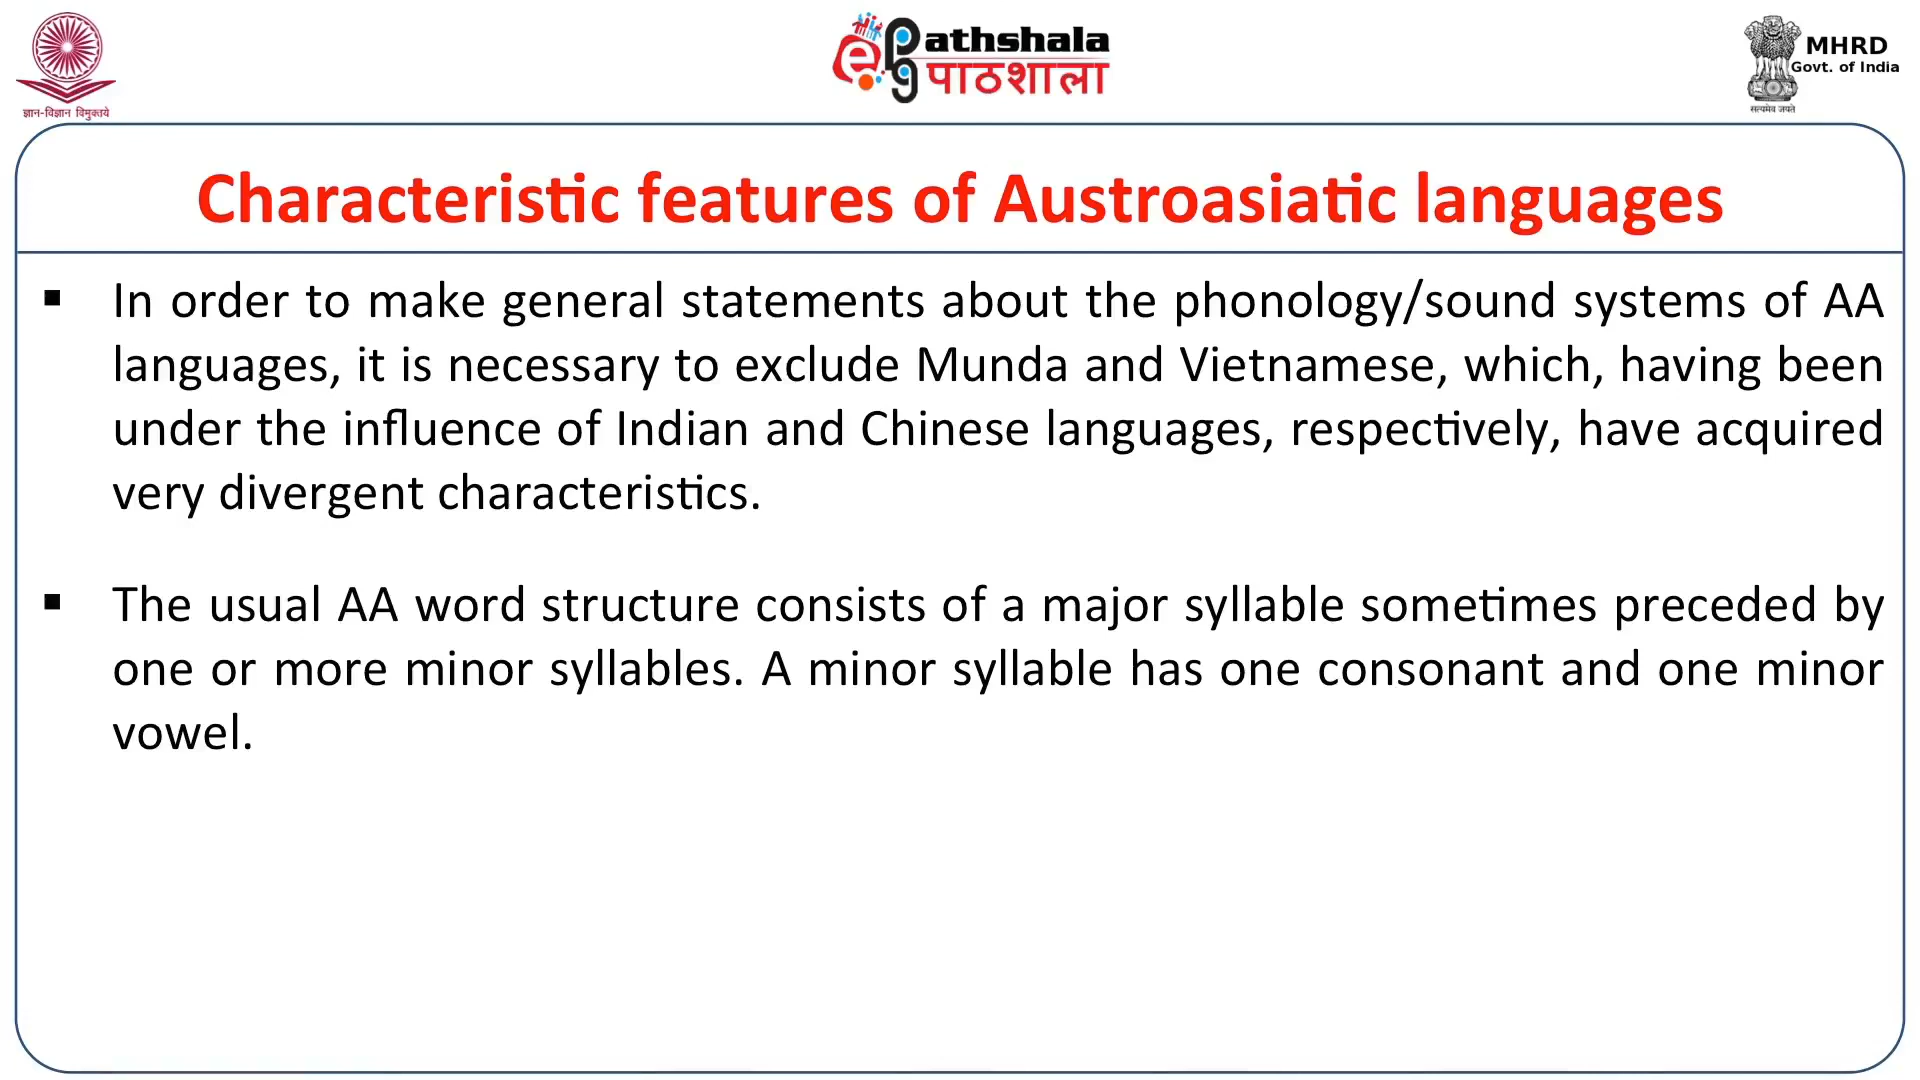 ज्ञान-विज्ञान विमुक्तये
e Pathshala
पाठशाला
MHRD
Govt. of India
सत्यमेव जयते
Characteristic features of Austroasiatic languages
▪ In order to make general statements about the phonology/sound systems of AA
languages, it is necessary to exclude Munda and Vietnamese, which, having been
under the influence of Indian and Chinese languages, respectively, have acquired
very divergent characteristics.
▪ The usual AA word structure consists of a major syllable sometimes preceded by
one or more minor syllables. A minor syllable has one consonant and one minor
vowel.